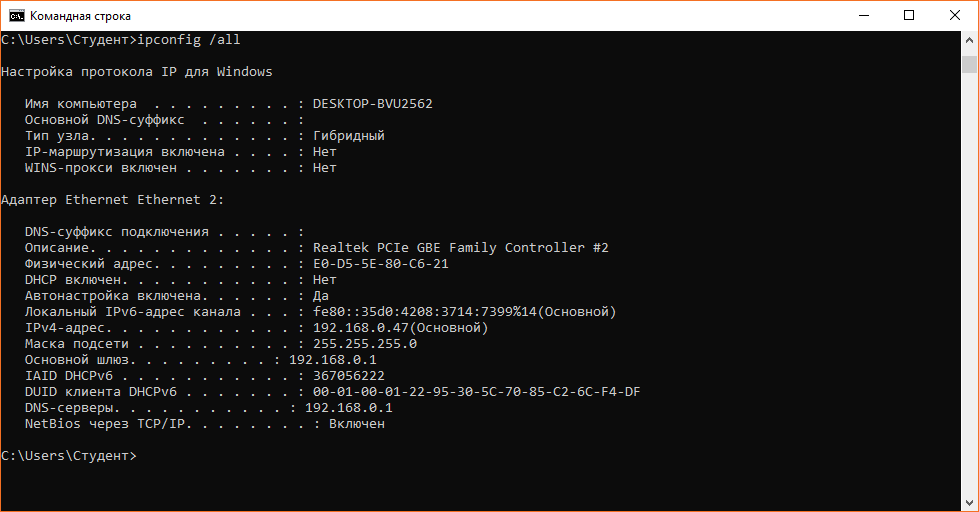 Командная строка
C:\Users\Студент>ipconfig /all
Настройка протокола IP для Windows
Имя компьютера  . . . . . . . . . : DESKTOP-BVU2562
Основной DNS-суффикс  . . . . . . :
Тип узла. . . . . . . . . . . . . : Гибридный
IP-маршрутизация включена . . . . : Нет
WINS-прокси включен . . . . . . . : Нет
Адаптер Ethernet Ethernet 2:
DNS-суффикс подключения . . . . . :
Описание. . . . . . . . . . . . . : Realtek PCIe GBE Family Controller #2
Физический адрес. . . . . . . . . : E0-D5-5E-80-C6-21
DHCP включен. . . . . . . . . . . : Нет
Автонастройка включена. . . . . . : Да
Локальный IPv6-адрес канала . . . : fe80::35d0:4208:3714:7399%14(Основной)
IPv4-адрес. . . . . . . . . . . . : 192.168.0.47(Основной)
Маска подсети . . . . . . . . . . : 255.255.255.0
Основной шлюз. . . . . . . . . : 192.168.0.1
IAID DHCPv6 . . . . . . . . . . . : 367056222
DUID клиента DHCPv6 . . . . . . . : 00-01-00-01-22-95-30-5C-70-85-C2-6C-F4-DF
DNS-серверы. . . . . . . . . . . : 192.168.0.1
NetBios через TCP/IP. . . . . . . . : Включен
C:\Users\Студент>